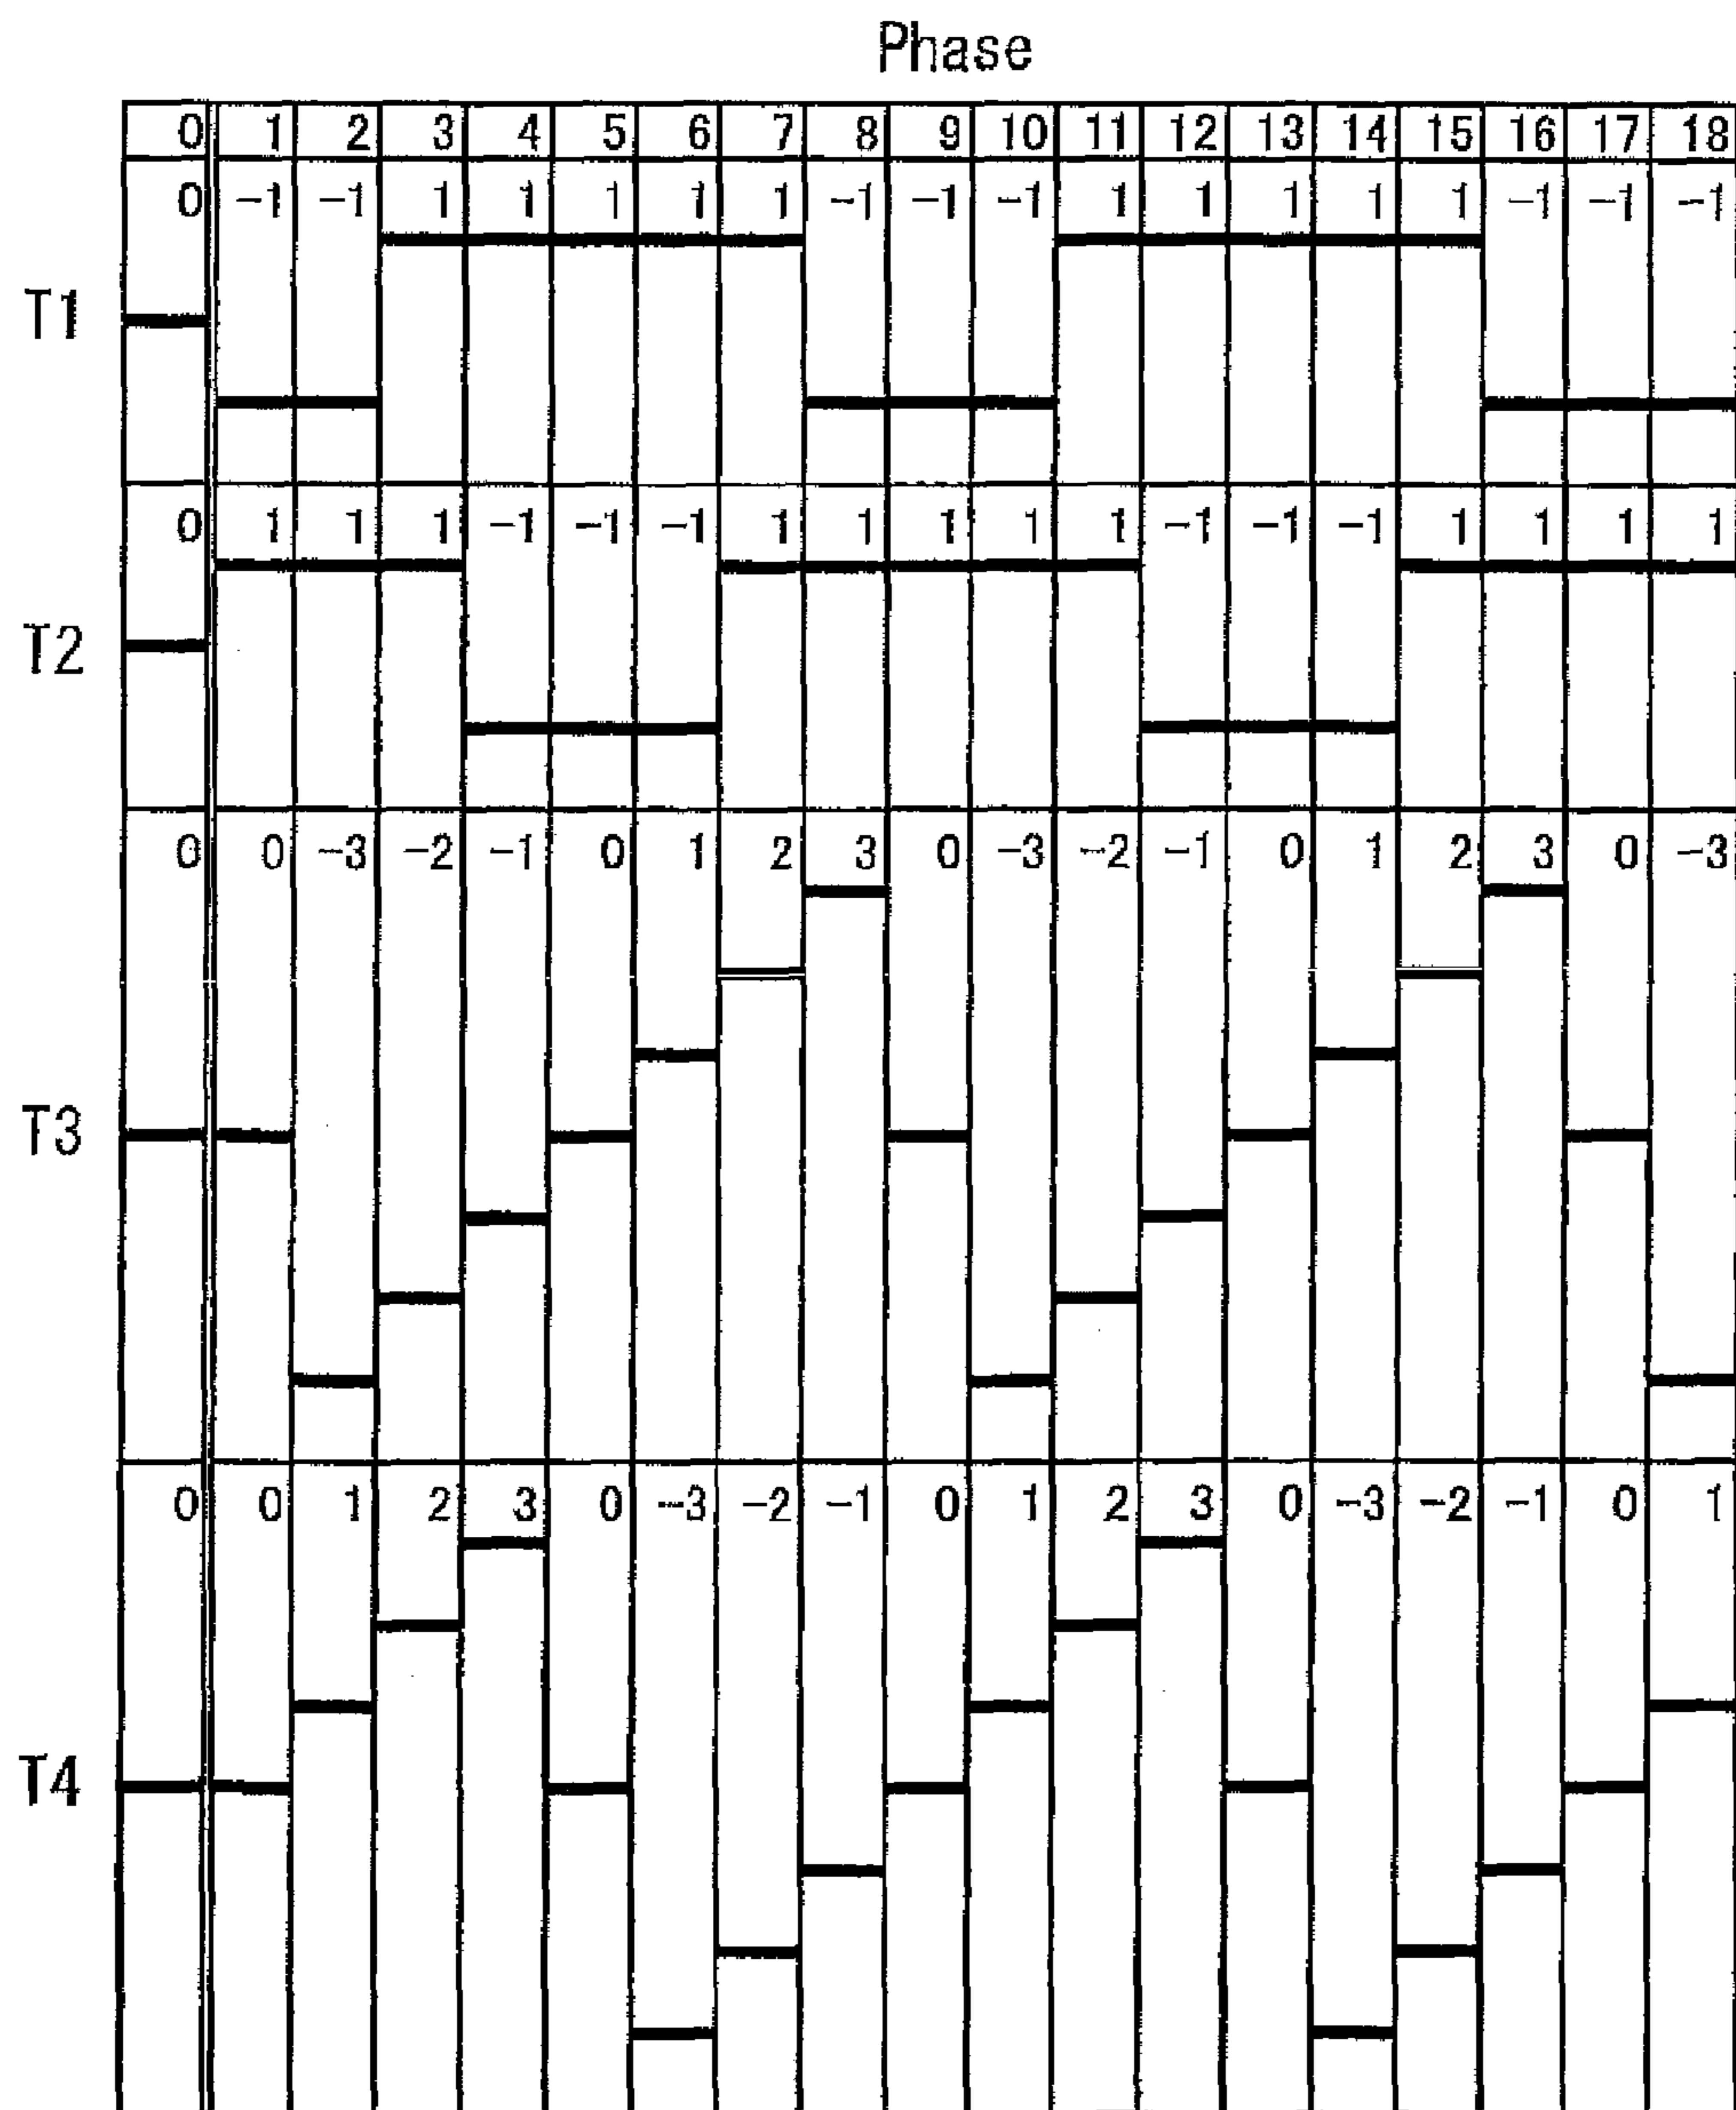 Phase
0 1 2 3 4 5 6 7 8 9 10 11 12 13 14 15 16 17 18
0 -1 -1 1 1 1 1 1 -1 -1 -1 1 1 1 1 1 -1 -1 -1
T1
0 1 1 1 -1 -1 -1 1 1 1 1 1 -1 -1 -1 1 1 1 1
T2
0 0 -3 -2 -1 0 1 2 3 0 -3 -2 -1 0 1 2 3 0 -3
T3
0 0 1 2 3 0 -3 -2 -1 0 1 2 3 0 -3 -2 -1 0 1
T4